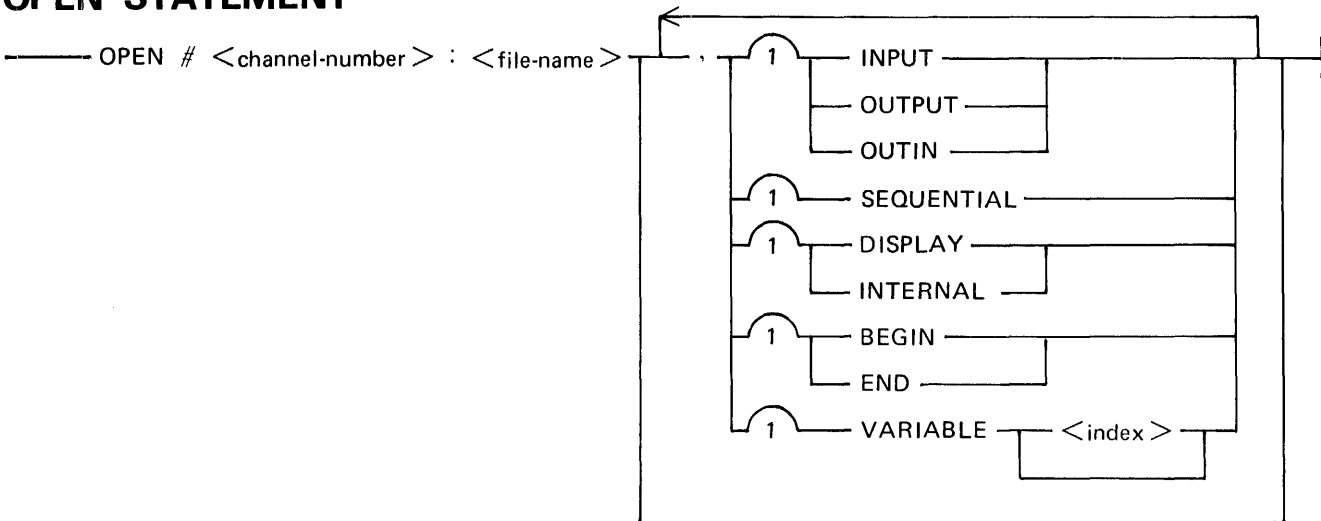 OPEN STATEMENT
OPEN # <channel-number> : <file-name> , 1 INPUT
OUTPUT
OUTIN
1 SEQUENTIAL
1 DISPLAY
INTERNAL
1 BEGIN
END
1 VARIABLE <index>